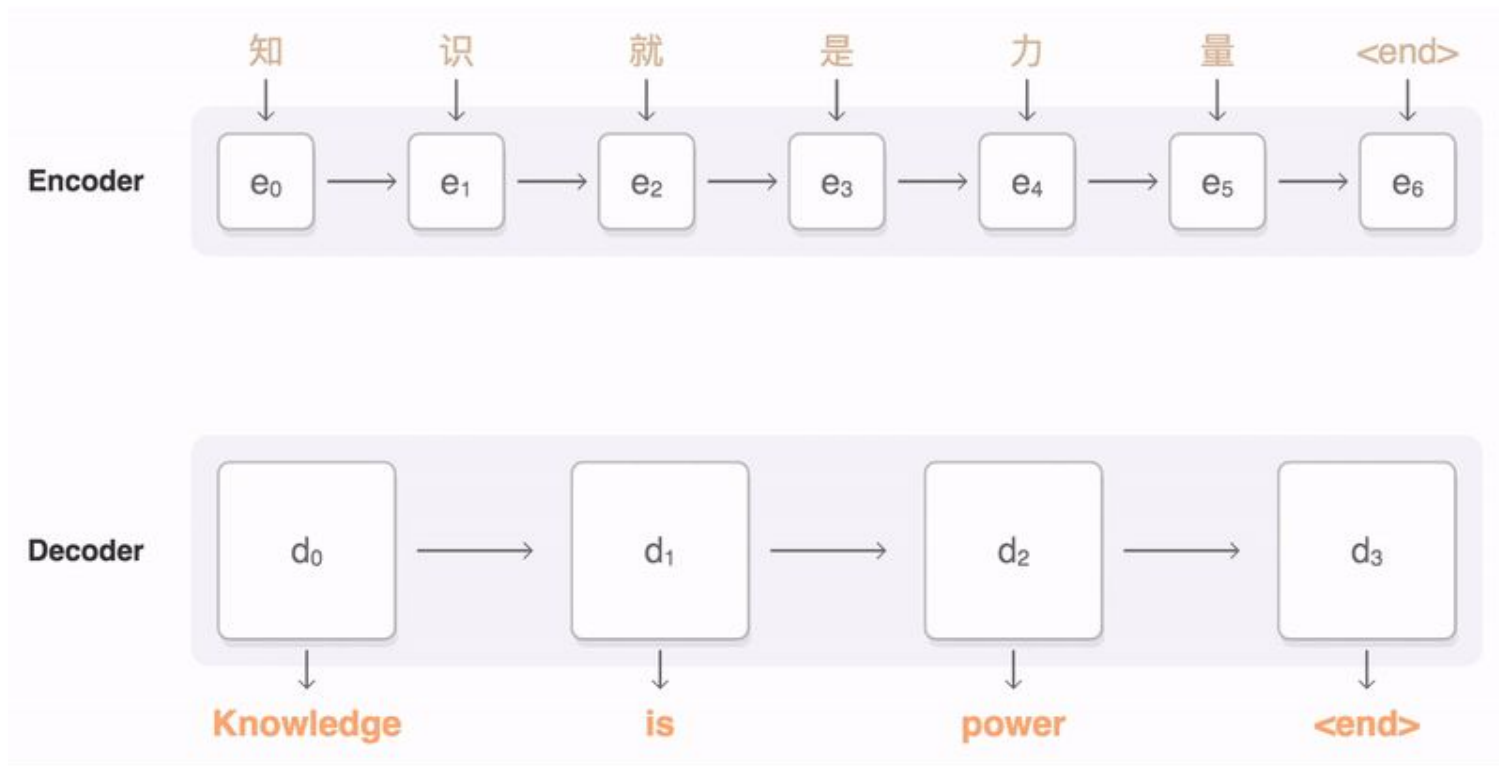 知 识 就 是 力 量 <end>
Encoder e₀ e₁ e₂ e₃ e₄ e₅ e₆
Decoder d₀ d₁ d₂ d₃
Knowledge is power <end>